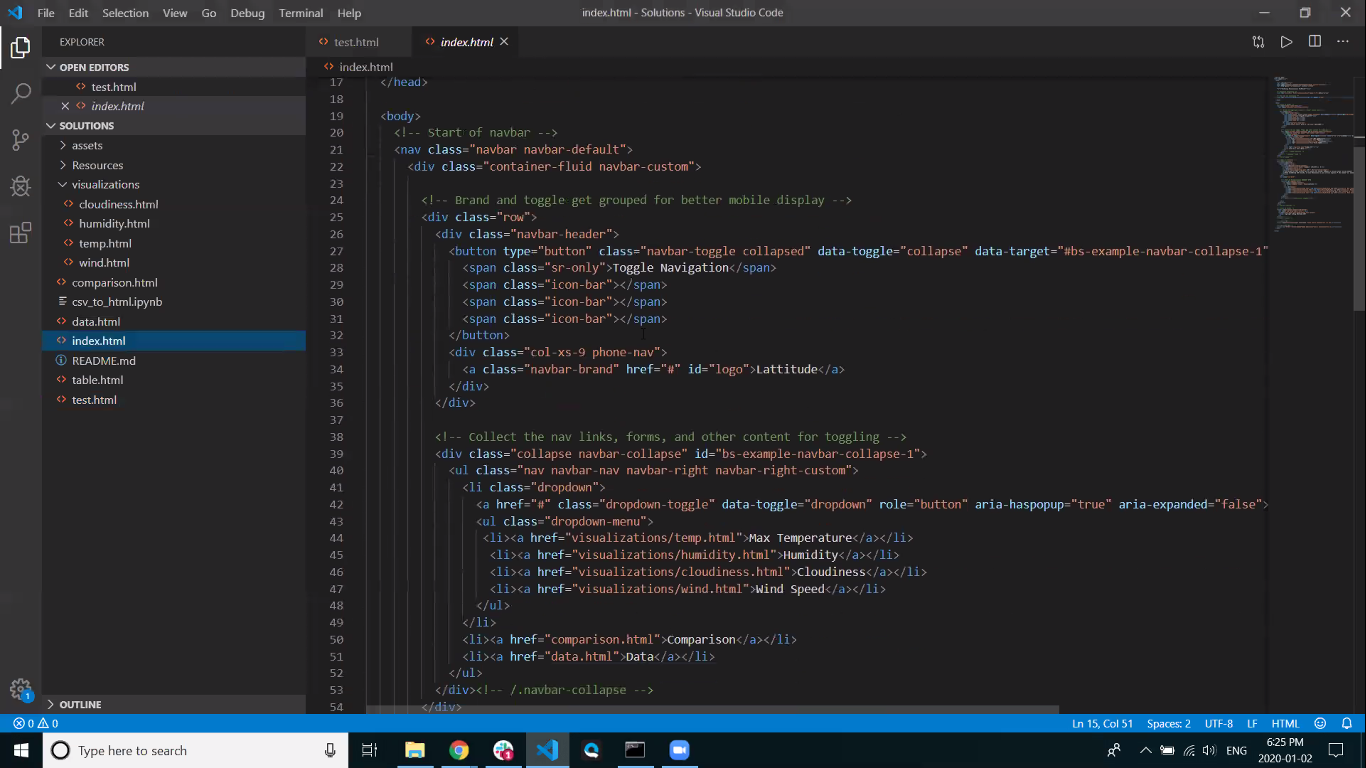 File Edit Selection View Go Debug Terminal Help index.html - Solutions - Visual Studio Code
EXPLORER
OPEN EDITORS
test.html
index.html
SOLUTIONS
assets
Resources
visualizations
cloudiness.html
humidity.html
temp.html
wind.html
comparison.html
csv_to_html.ipynb
data.html
index.html
README.md
table.html
test.html
OUTLINE
test.html index.html
index.html
17 </head>
18
19 <body>
20 <!-- Start of navbar -->
21 <nav class="navbar navbar-default">
22 <div class="container-fluid navbar-custom">
23
24 <!-- Brand and toggle get grouped for better mobile display -->
25 <div class="row">
26 <div class="navbar-header">
27 <button type="button" class="navbar-toggle collapsed" data-toggle="collapse" data-target="#bs-example-navbar-collapse-1"
28 <span class="sr-only">Toggle Navigation</span>
29 <span class="icon-bar"></span>
30 <span class="icon-bar"></span>
31 <span class="icon-bar"></span>
32 </button>
33 <div class="col-xs-9 phone-nav">
34 <a class="navbar-brand" href="#" id="logo">Lattitude</a>
35 </div>
36 </div>
37
38 <!-- Collect the nav links, forms, and other content for toggling -->
39 <div class="collapse navbar-collapse" id="bs-example-navbar-collapse-1">
40 <ul class="nav navbar-nav navbar-right navbar-right-custom">
41 <li class="dropdown">
42 <a href="#" class="dropdown-toggle" data-toggle="dropdown" role="button" aria-haspopup="true" aria-expanded="false">
43 <ul class="dropdown-menu">
44 <li><a href="visualizations/temp.html">Max Temperature</a></li>
45 <li><a href="visualizations/humidity.html">Humidity</a></li>
46 <li><a href="visualizations/cloudiness.html">Cloudiness</a></li>
47 <li><a href="visualizations/wind.html">Wind Speed</a></li>
48 </ul>
49 </li>
50 <li><a href="comparison.html">Comparison</a></li>
51 <li><a href="data.html">Data</a></li>
52 </ul>
53 </div><!-- /.navbar-collapse -->
54 </div>
0 0 Ln 15, Col 51 Spaces: 2 UTF-8 LF HTML 1
Type here to search 1 ENG 6:25 PM
2020-01-02